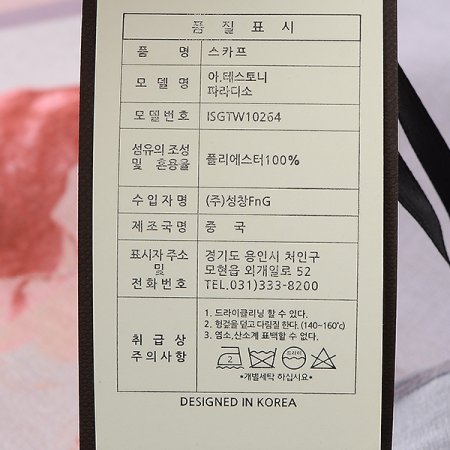 품 질 표 시
품 명 스카프
모 델 명 아.테스토니
파라디소
모델번호 ISGTW10264
섬유의 조성
및 혼용율 폴리에스터100%
수입자명 (주)성창FnG
제조국명 중 국
표시자 주소
및
전화번호
경기도 용인시 처인구
모현읍 외개일로 52
TEL.031)333-8200
취 급 상
주의사항
1. 드라이클리닝 할 수 있다.
2. 헝겊을 덮고 다림질 한다. (140~160℃)
3. 염소,산소계 표백할 수 없다.
2 드라이
*개별세탁 하십시요*
DESIGNED IN KOREA